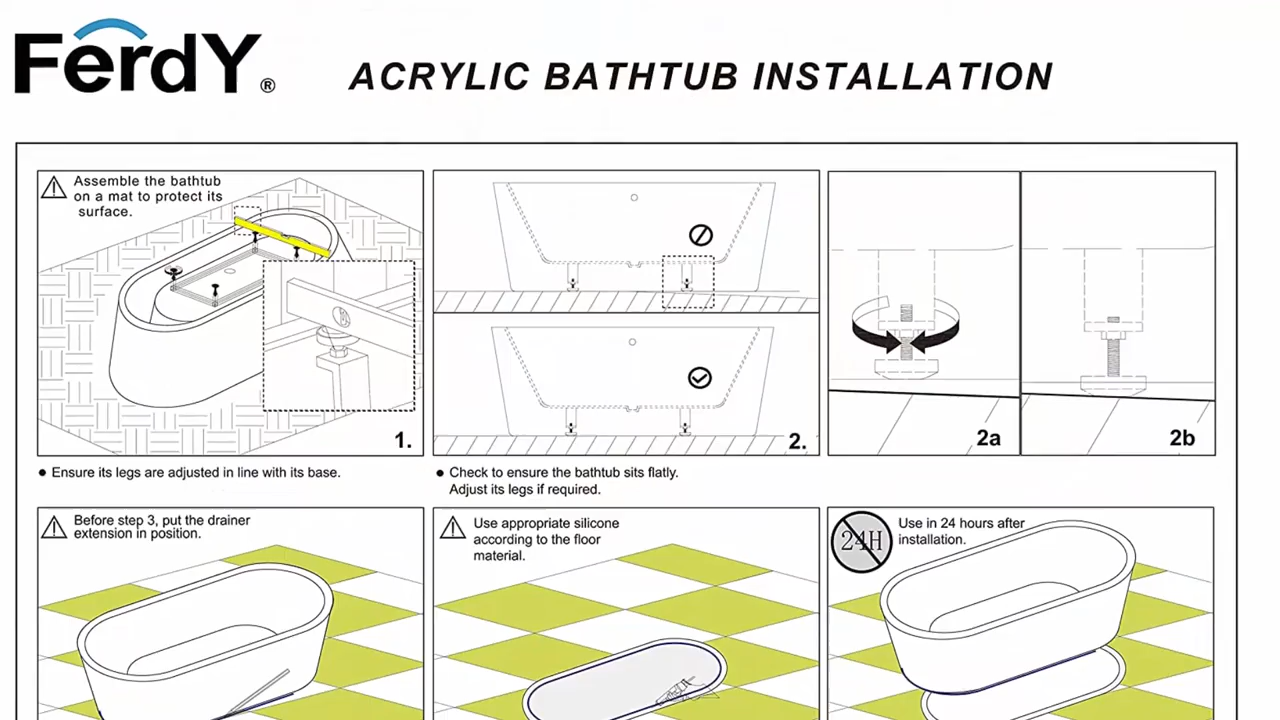 FerdY®
ACRYLIC BATHTUB INSTALLATION
Assemble the bathtub
on a mat to protect its
surface.
1.
2.
2a
2b
● Ensure its legs are adjusted in line with its base.
● Check to ensure the bathtub sits flatly.
Adjust its legs if required.
Before step 3, put the drainer
extension in position.
Use appropriate silicone
according to the floor
material.
24H
Use in 24 hours after
installation.